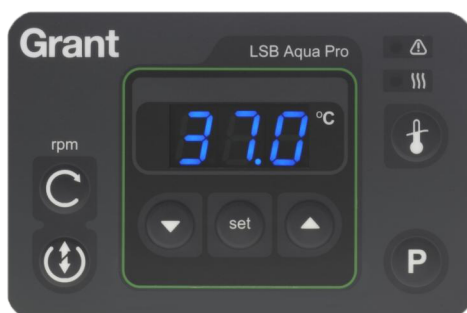 Grant
LSB Aqua Pro
37.0 °C
rpm
set
P